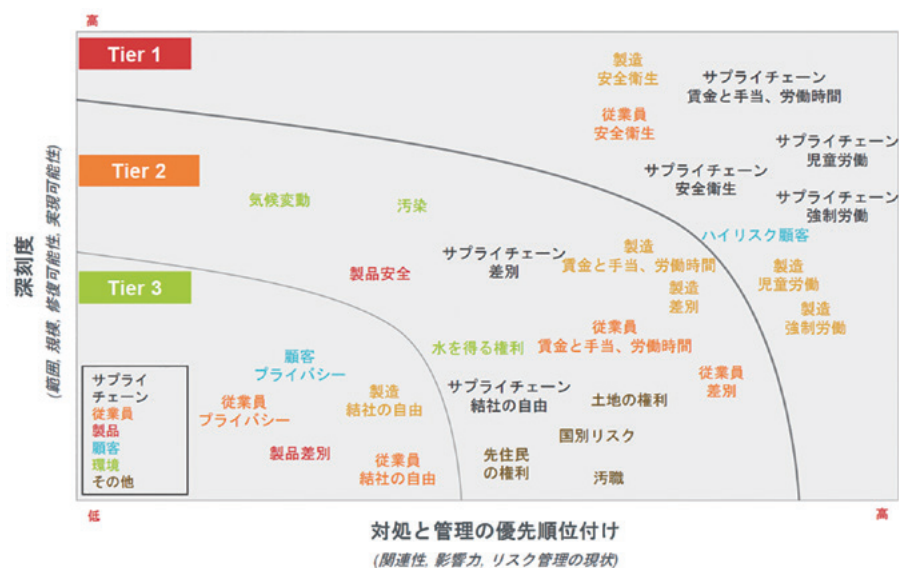 高
Tier 1
製造
安全衛生
サプライチェーン
賃金と手当、労働時間
従業員
安全衛生
サプライチェーン
児童労働
サプライチェーン
安全衛生
Tier 2
サプライチェーン
強制労働
気候変動
汚染
ハイリスク顧客
サプライチェーン
差別
製造
賃金と手当、労働時間
製品安全
製造
児童労働
製造
差別
Tier 3
製造
強制労働
従業員
賃金と手当、労働時間
水を得る権利
顧客
プライバシー
従業員
差別
サプライチェーン
結社の自由
製造
結社の自由
土地の権利
従業員
プライバシー
国別リスク
製品差別
先住民
の権利
従業員
結社の自由
汚職
サプライ
チェーン
従業員
製品
顧客
環境
その他
深刻度
(範囲, 規模, 修復可能性, 実現可能性)
低
高
対処と管理の優先順位付け
(関連性, 影響力, リスク管理の現状)